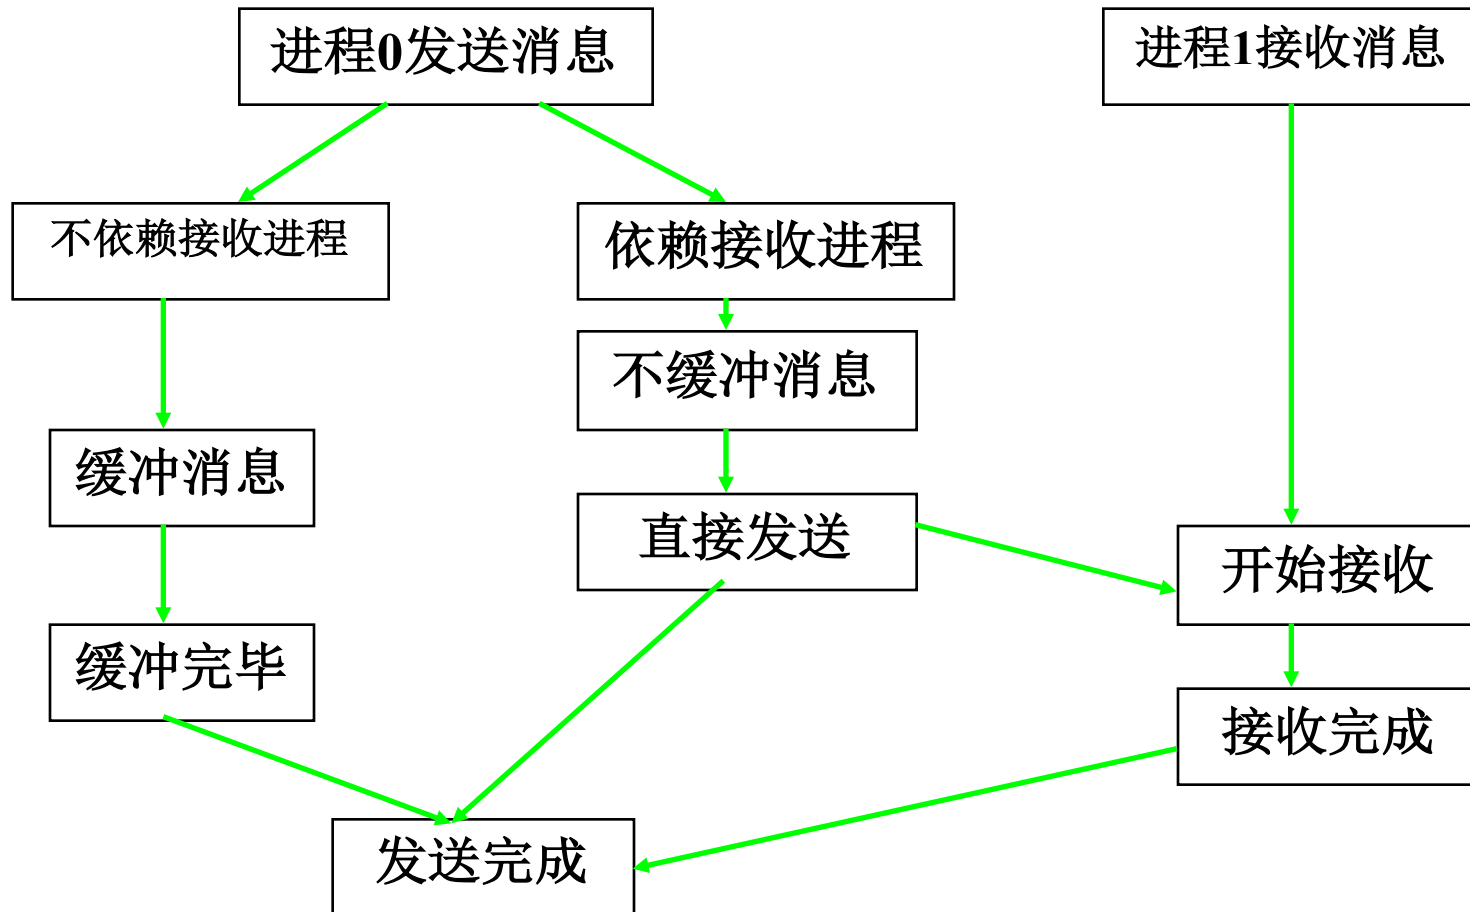 进程0发送消息
进程1接收消息
不依赖接收进程
依赖接收进程
不缓冲消息
缓冲消息
直接发送
开始接收
缓冲完毕
接收完成
发送完成